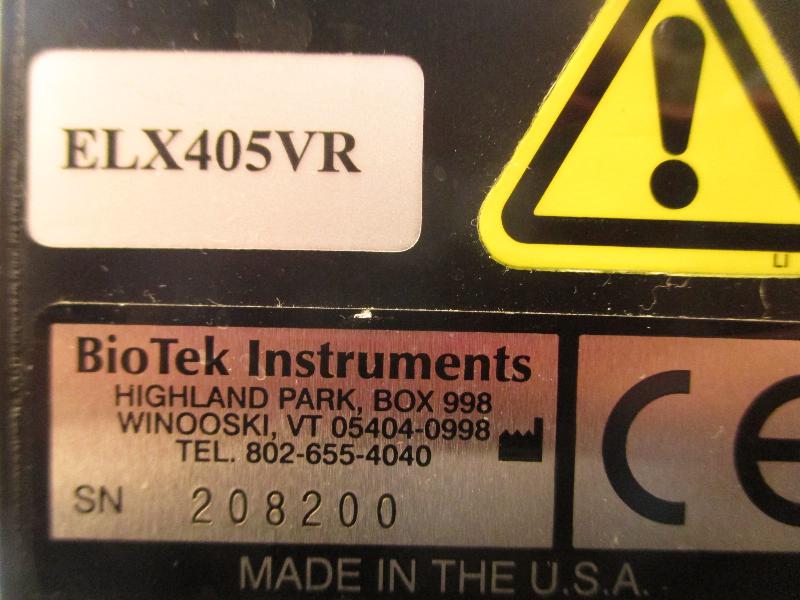 ELX405VR
BioTek Instruments
HIGHLAND PARK, BOX 998
WINOOSKI, VT 05404-0998
TEL. 802-655-4040
SN 208200
CE
MADE IN THE U.S.A.